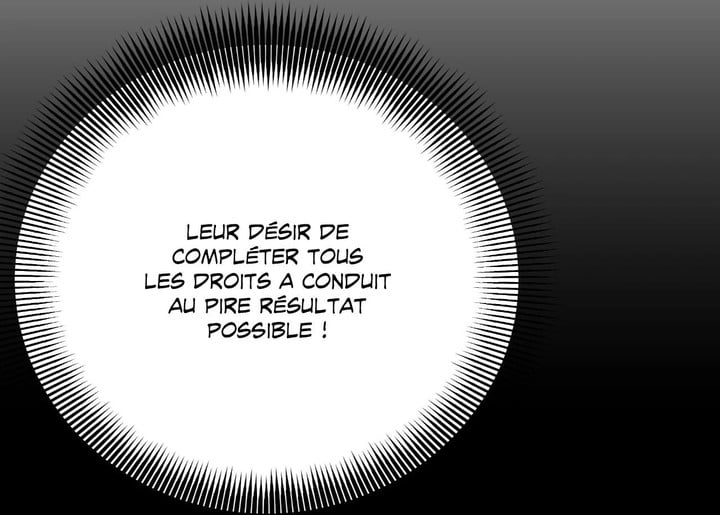 LEUR DÉSIR DE
COMPLÉTER TOUS
LES DROITS A CONDUIT
AU PIRE RÉSULTAT
POSSIBLE !